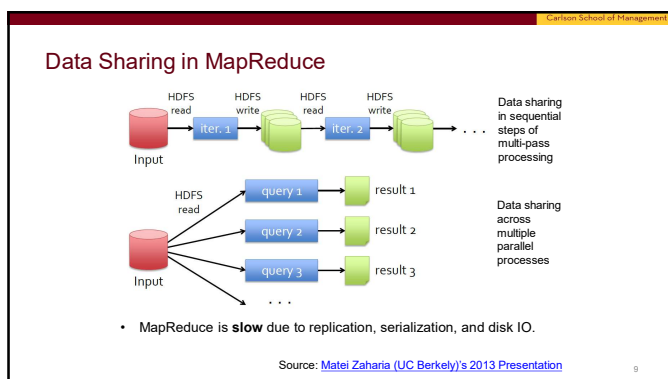 Carlson School of Management
Data Sharing in MapReduce
HDFS read
HDFS write
HDFS read
HDFS write
iter. 1
iter. 2
. . .
Input
Data sharing
in sequential
steps of
multi-pass
processing
HDFS
read
query 1
result 1
query 2
result 2
query 3
result 3
Input
. . .
Data sharing
across
multiple
parallel
processes
• MapReduce is slow due to replication, serialization, and disk IO.
Source: Matei Zaharia (UC Berkely)'s 2013 Presentation
9